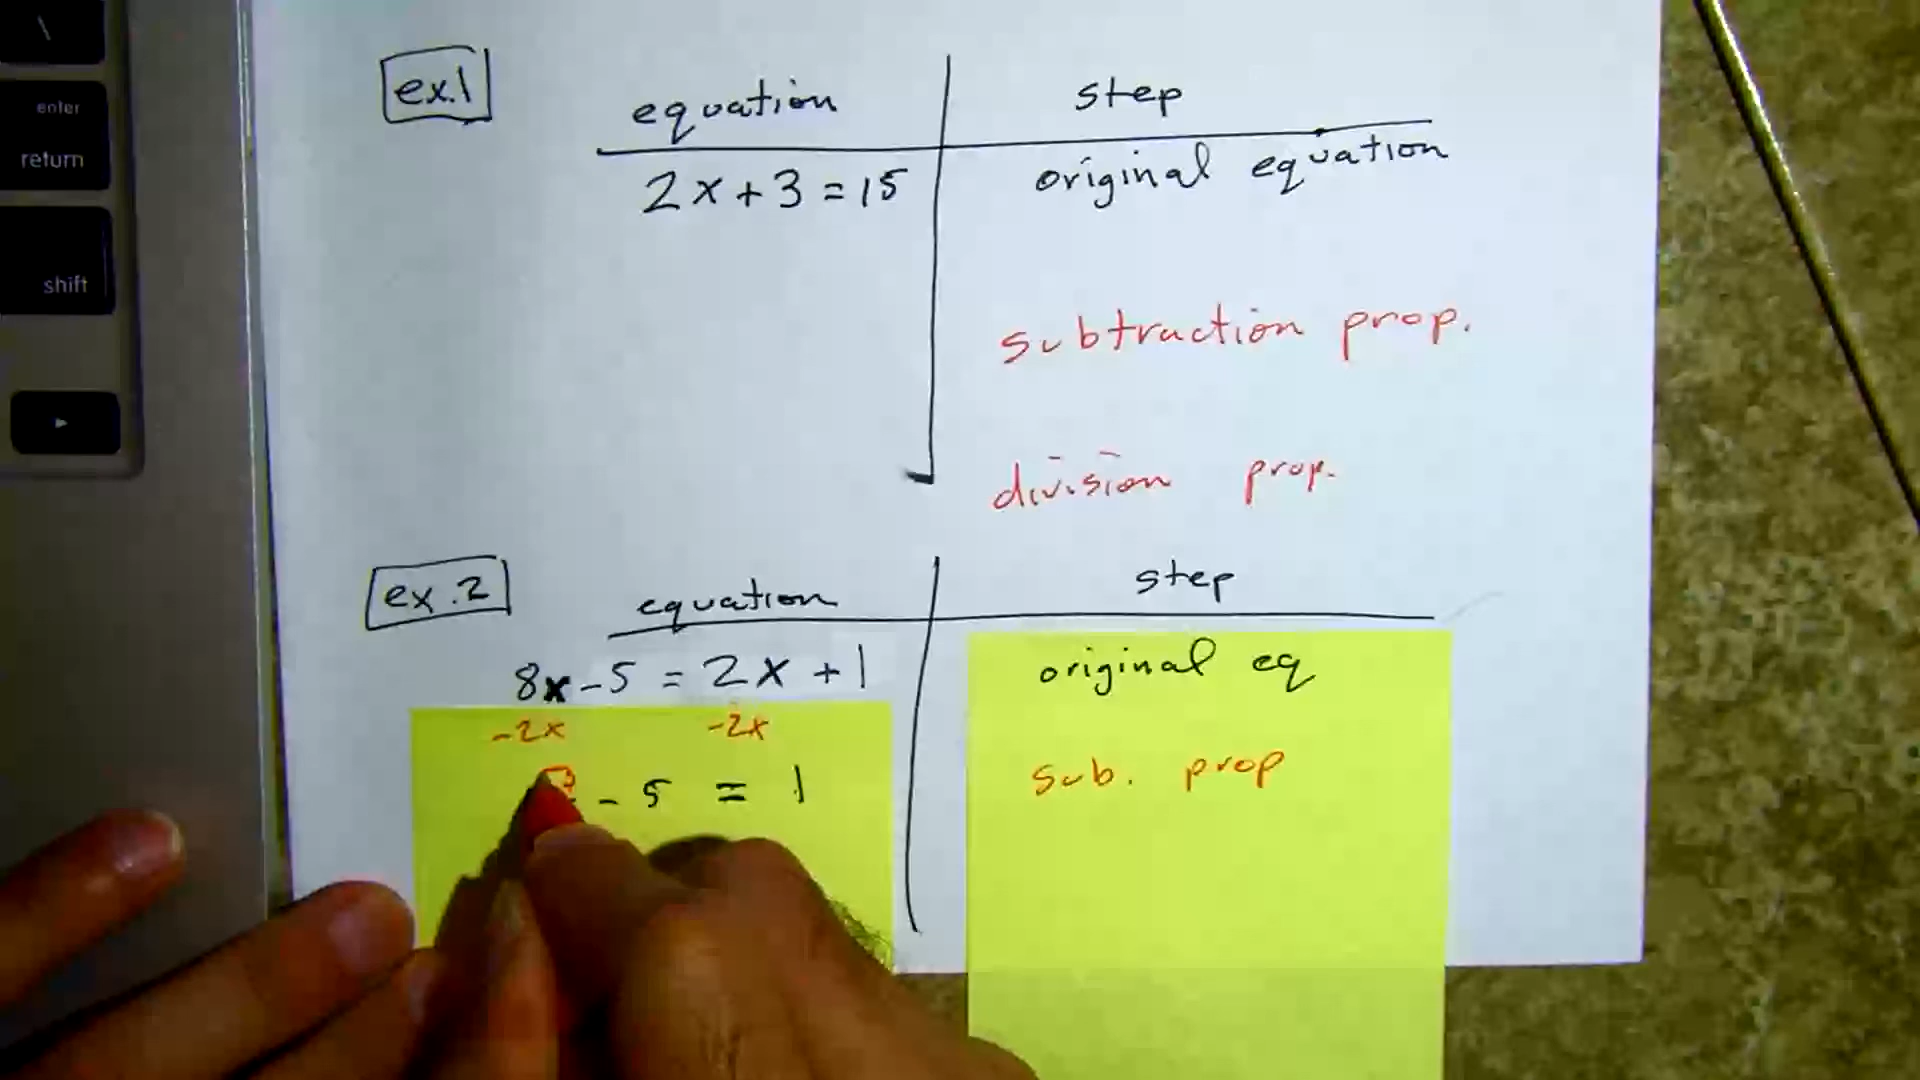 \
enter
return
shift
ex.1
equation step
2x+3=15 original equation
subtraction prop.
division prop.
ex.2
equation step
8x-5=2x+1 original eq
-2x -2x
sub. prop
- 5 = 1